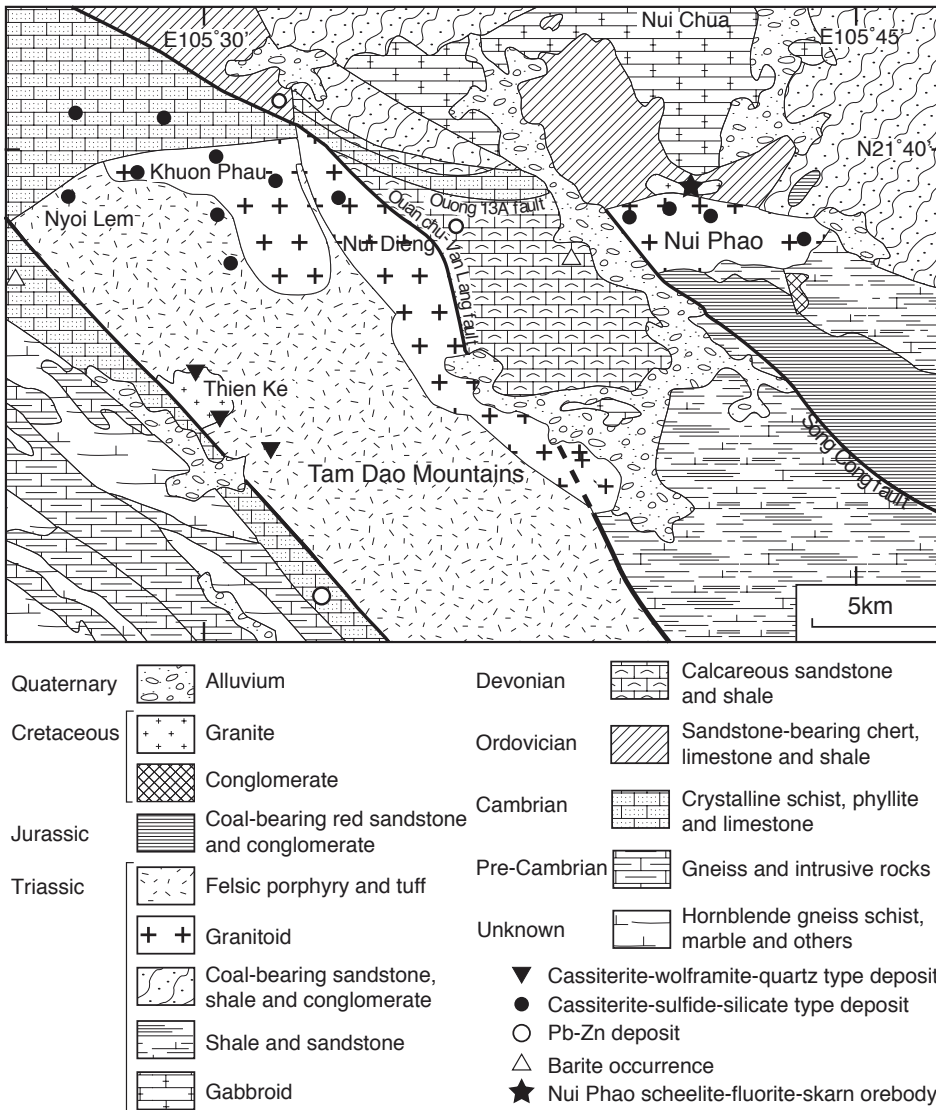 Nui Chua
E105˚30'
E105˚45'
N21˚40'
Khuon Phau
Nyoi Lem
Nui Dieng
Ouong 13A fault
Quan chu-Van Lang fault
Nui Phao
Thien Ke
Tam Dao Mountains
Song Cong fault
5km
Quaternary
Alluvium
Cretaceous
Granite
Conglomerate
Jurassic
Coal-bearing red sandstone
and conglomerate
Triassic
Felsic porphyry and tuff
Granitoid
Coal-bearing sandstone,
shale and conglomerate
Shale and sandstone
Gabbroid
Devonian
Calcareous sandstone
and shale
Ordovician
Sandstone-bearing chert,
limestone and shale
Cambrian
Crystalline schist, phyllite
and limestone
Pre-Cambrian
Gneiss and intrusive rocks
Unknown
Hornblende gneiss schist,
marble and others
Cassiterite-wolframite-quartz type deposit
Cassiterite-sulfide-silicate type deposit
Pb-Zn deposit
Barite occurrence
Nui Phao scheelite-fluorite-skarn orebody